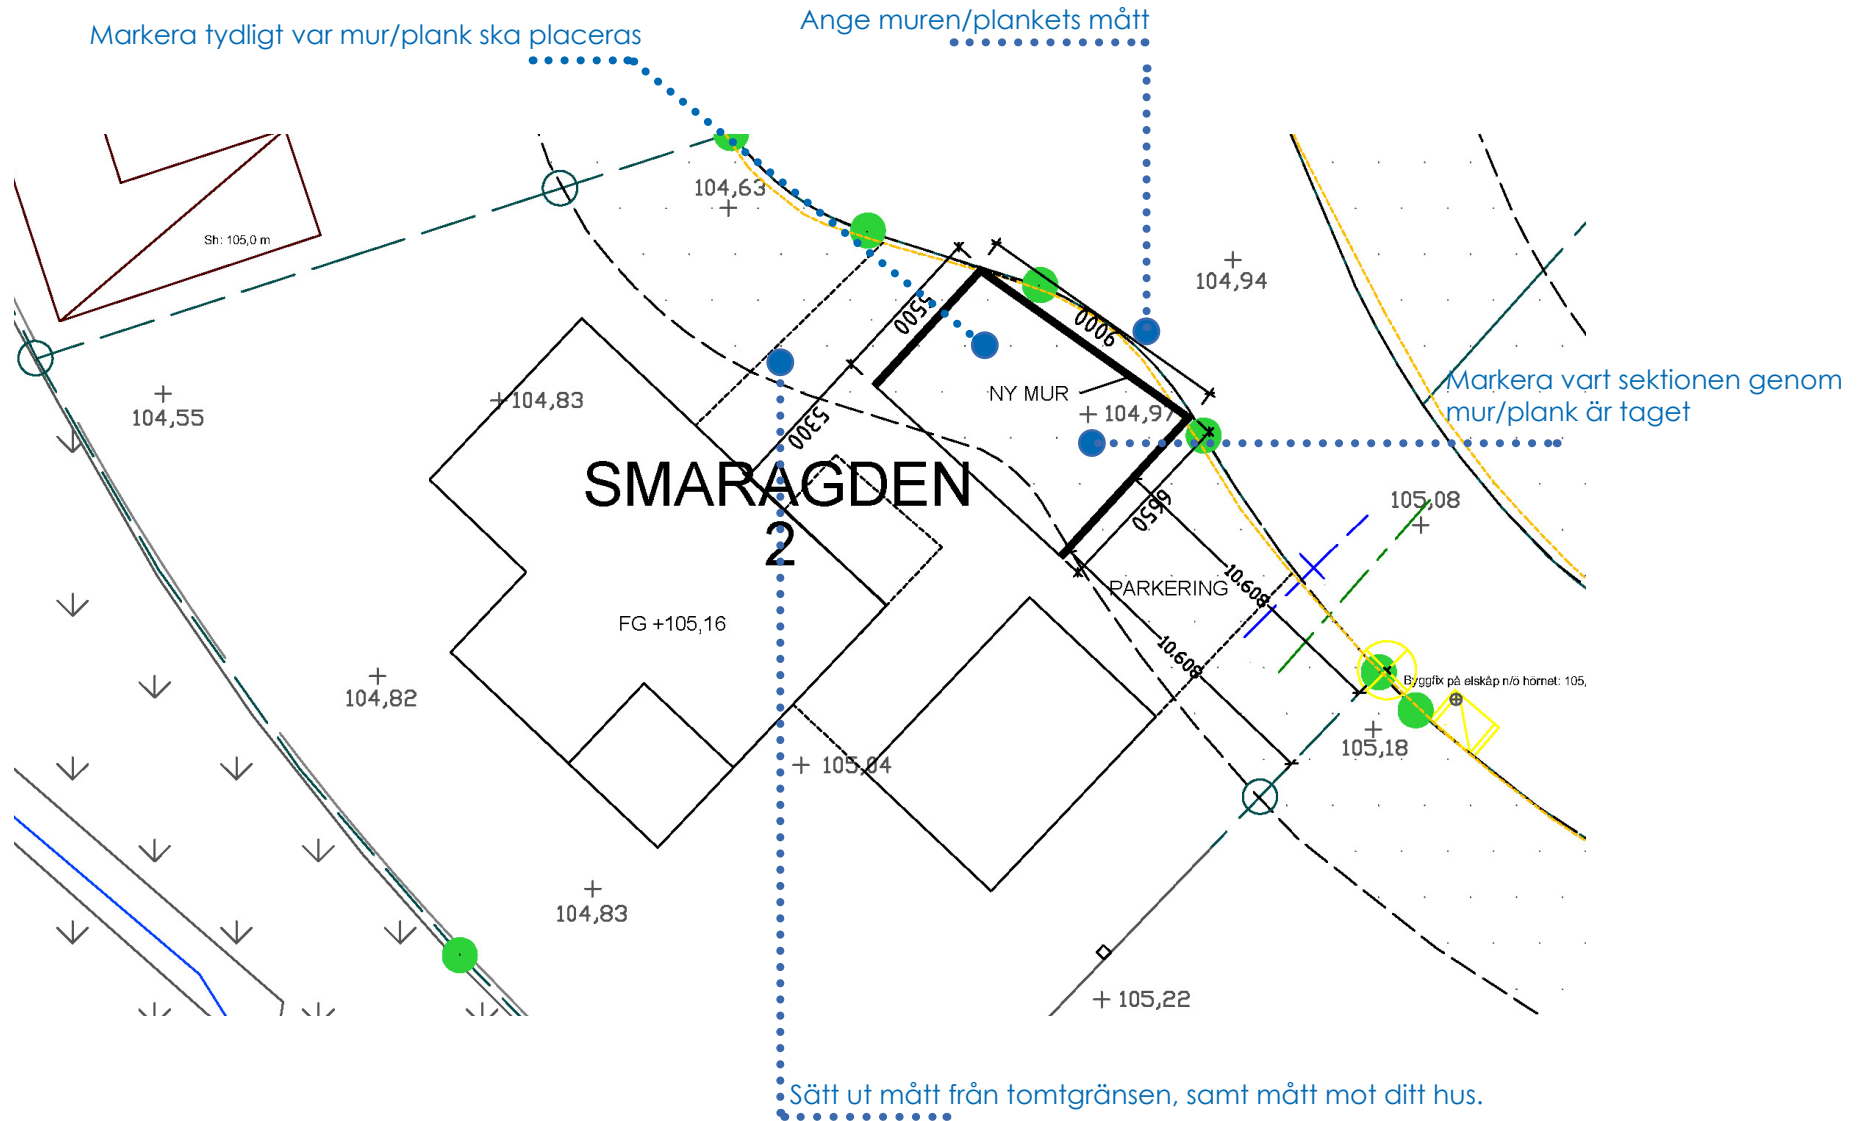 Ange muren/plankets mått
Markera tydligt var mur/plank ska placeras
104,63
Sh: 105,0 m
104,94
5500
9000
Markera vart sektionen genom
mur/plank är taget
NY MUR
104,83
104,55
104,97
5300
SMARAGDEN
2
105,08
6650
10.608
PARKERING
FG +105,16
10.608
Byggfix på elskåp n/ö hörnet: 105,
104,82
105,18
105,04
104,83
105,22
Sätt ut mått från tomtgränsen, samt mått mot ditt hus.